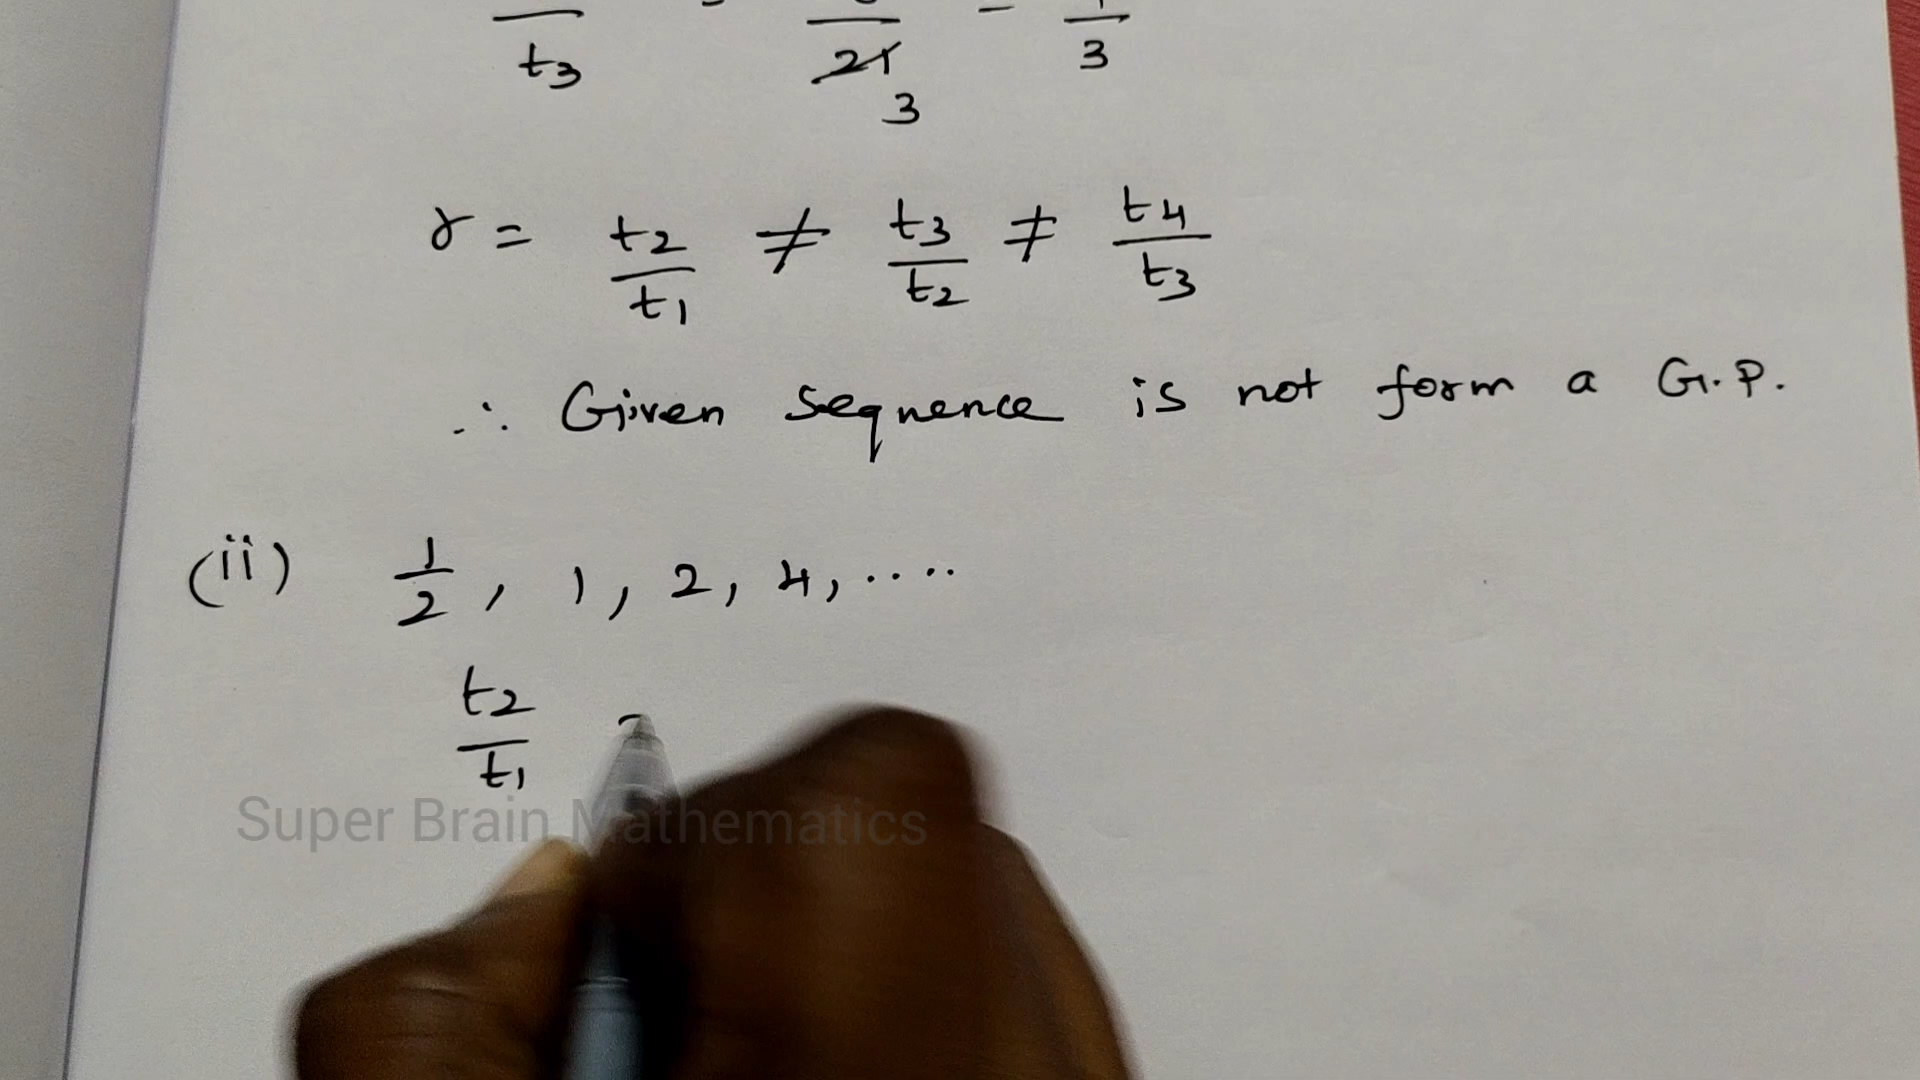 t3 21 3
3
r = t2/t1 ≠ t3/t2 ≠ t4/t3
∴ Given sequence is not form a G.P.
(ii) 1/2, 1, 2, 4, ....
t2/t1
Super Brain Mathematics